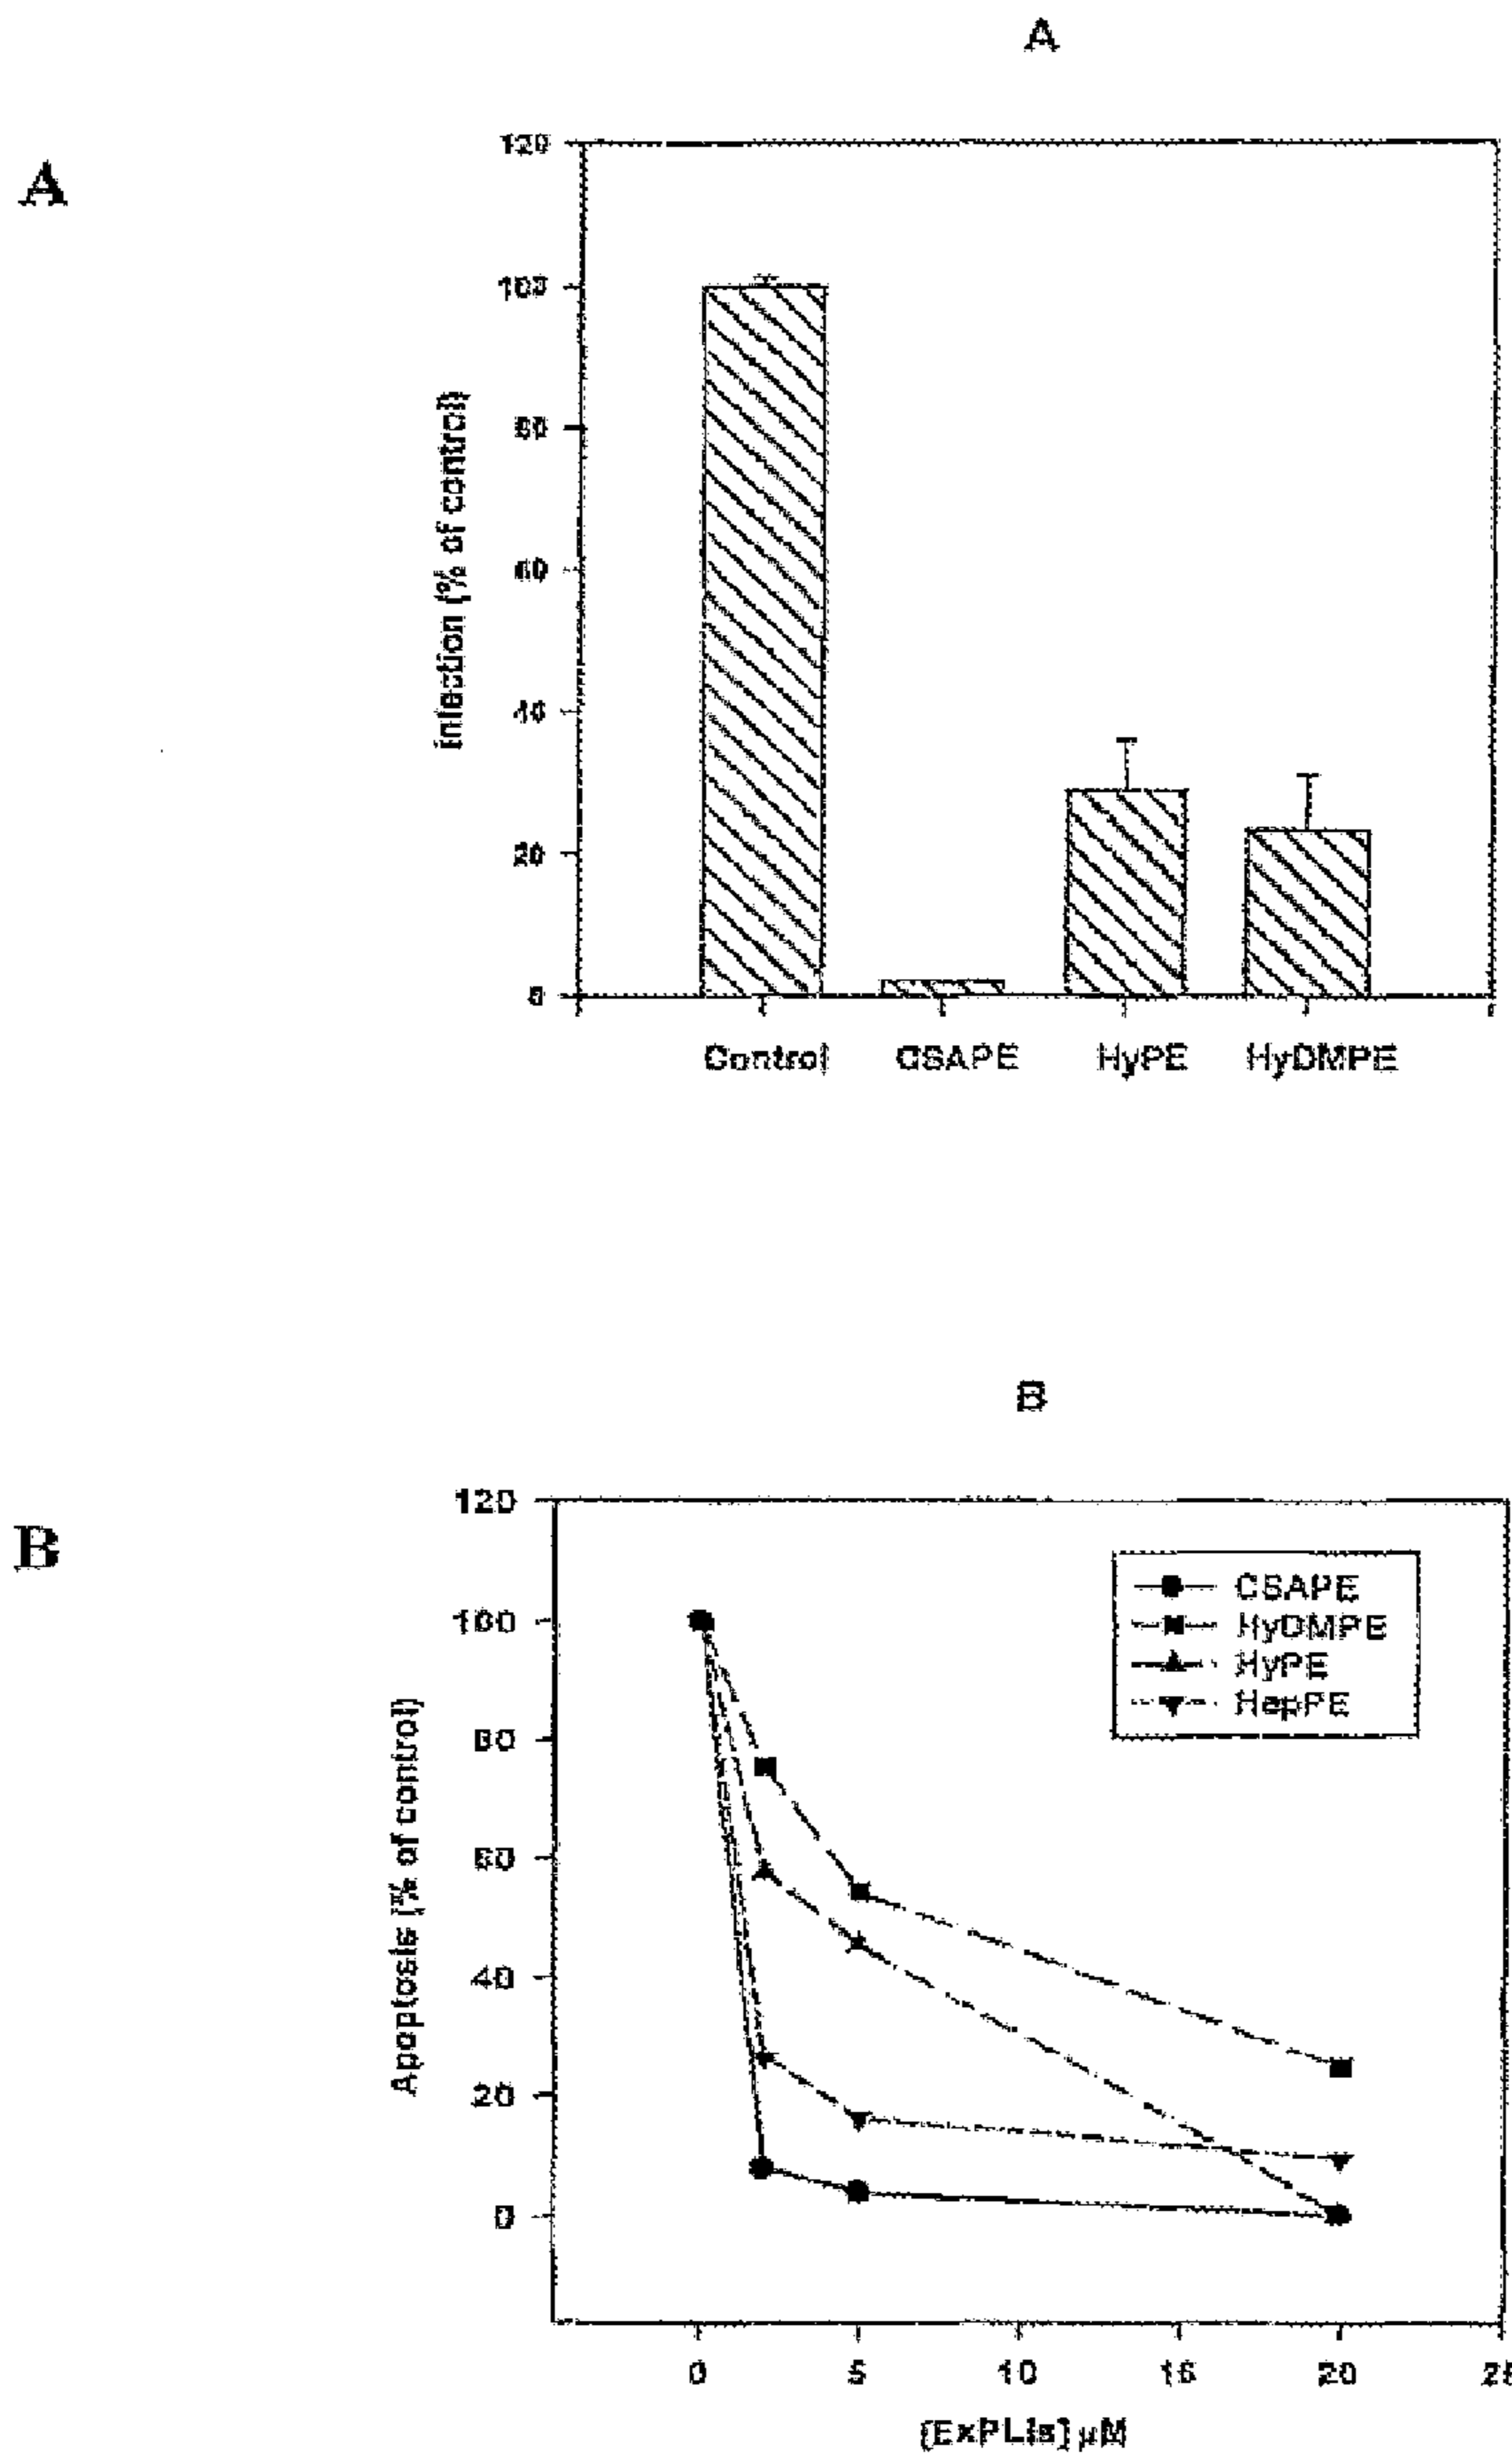 A
A
120
100
80
60
40
20
0
Infection (% of control)
Control CSAPE HyPE HyDMPE
B
B
120
100
80
60
40
20
0
Apoptosis (% of control)
CSAPE
HyDMPE
HyPE
HepPE
0 5 10 15 20 25
[ExPLIs] µM